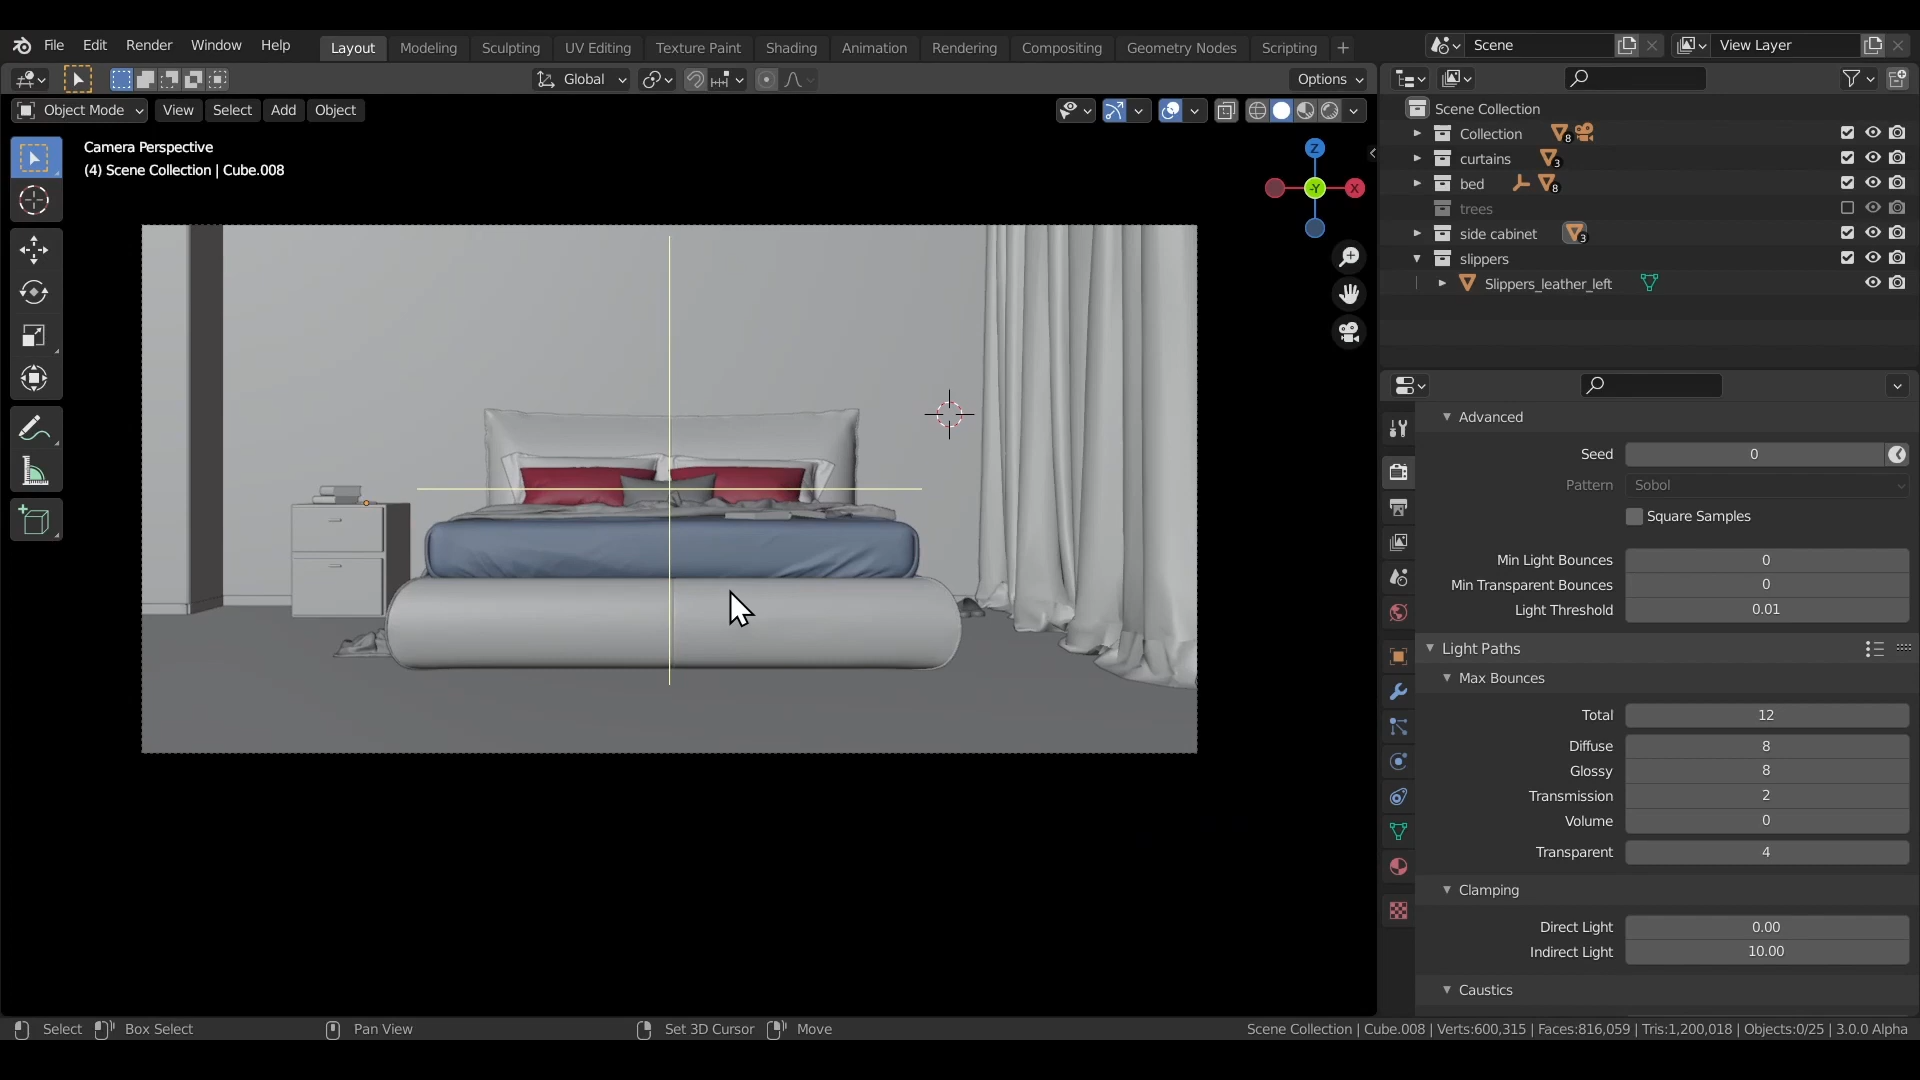 File Edit Render Window Help Layout Modeling Sculpting UV Editing Texture Paint Shading Animation Rendering Compositing Geometry Nodes Scripting + Scene View Layer
Global Options
Object Mode View Select Add Object
Camera Perspective
(4) Scene Collection | Cube.008
Z
-Y
X
Scene Collection
Collection 8
curtains 3
bed 8
trees
side cabinet 3
slippers
Slippers_leather_left
Advanced
Seed 0
Pattern Sobol
Square Samples
Min Light Bounces 0
Min Transparent Bounces 0
Light Threshold 0.01
Light Paths
Max Bounces
Total 12
Diffuse 8
Glossy 8
Transmission 2
Volume 0
Transparent 4
Clamping
Direct Light 0.00
Indirect Light 10.00
Caustics
Select Box Select Pan View Set 3D Cursor Move Scene Collection | Cube.008 | Verts:600,315 | Faces:816,059 | Tris:1,200,018 | Objects:0/25 | 3.0.0 Alpha